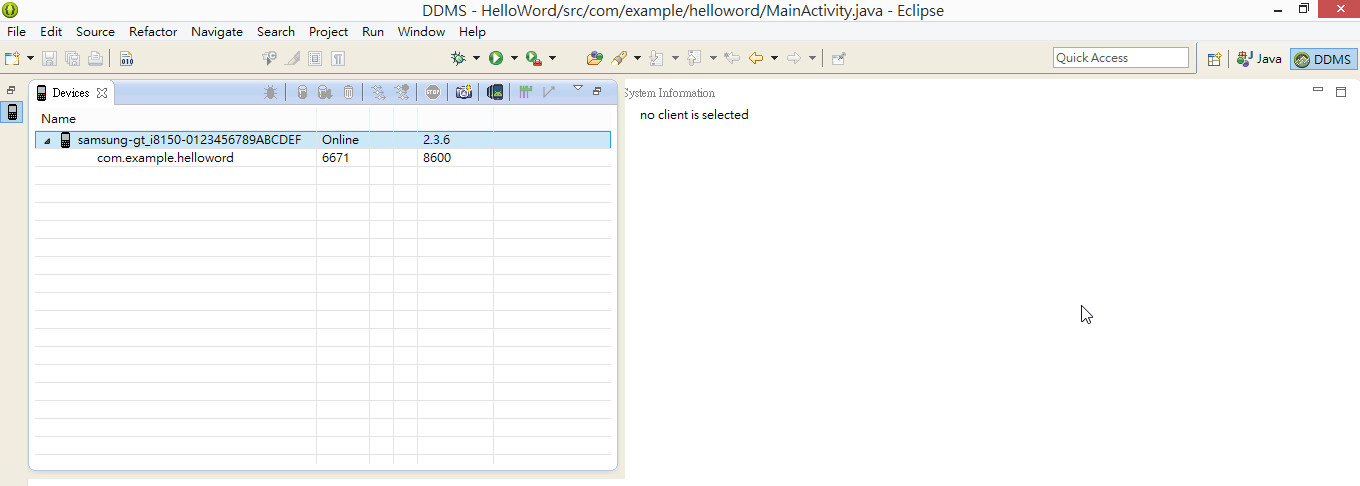 DDMS - HelloWord/src/com/example/helloword/MainActivity.java - Eclipse
File Edit Source Refactor Navigate Search Project Run Window Help
010
Quick Access
Java
DDMS
Devices
STOP
System Information
no client is selected
Name
samsung-gt_i8150-0123456789ABCDEF Online 2.3.6
com.example.helloword 6671 8600